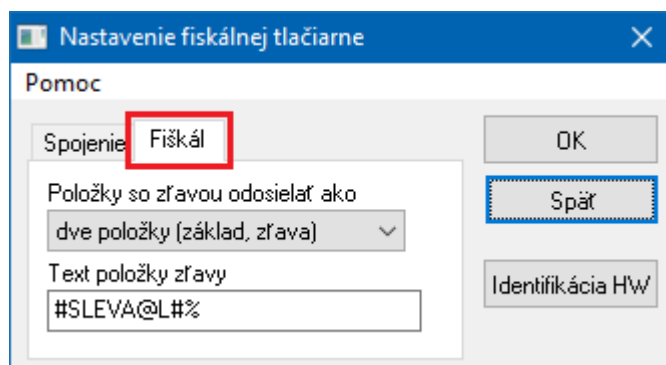 Nastavenie fiskálnej tlačiarne
Pomoc
Spojenie
Fiškál
OK
Položky so zľavou odosielať ako
Späť
dve položky (základ, zľava)
Text položky zľavy
Identifikácia HW
#SLEVA@L#%